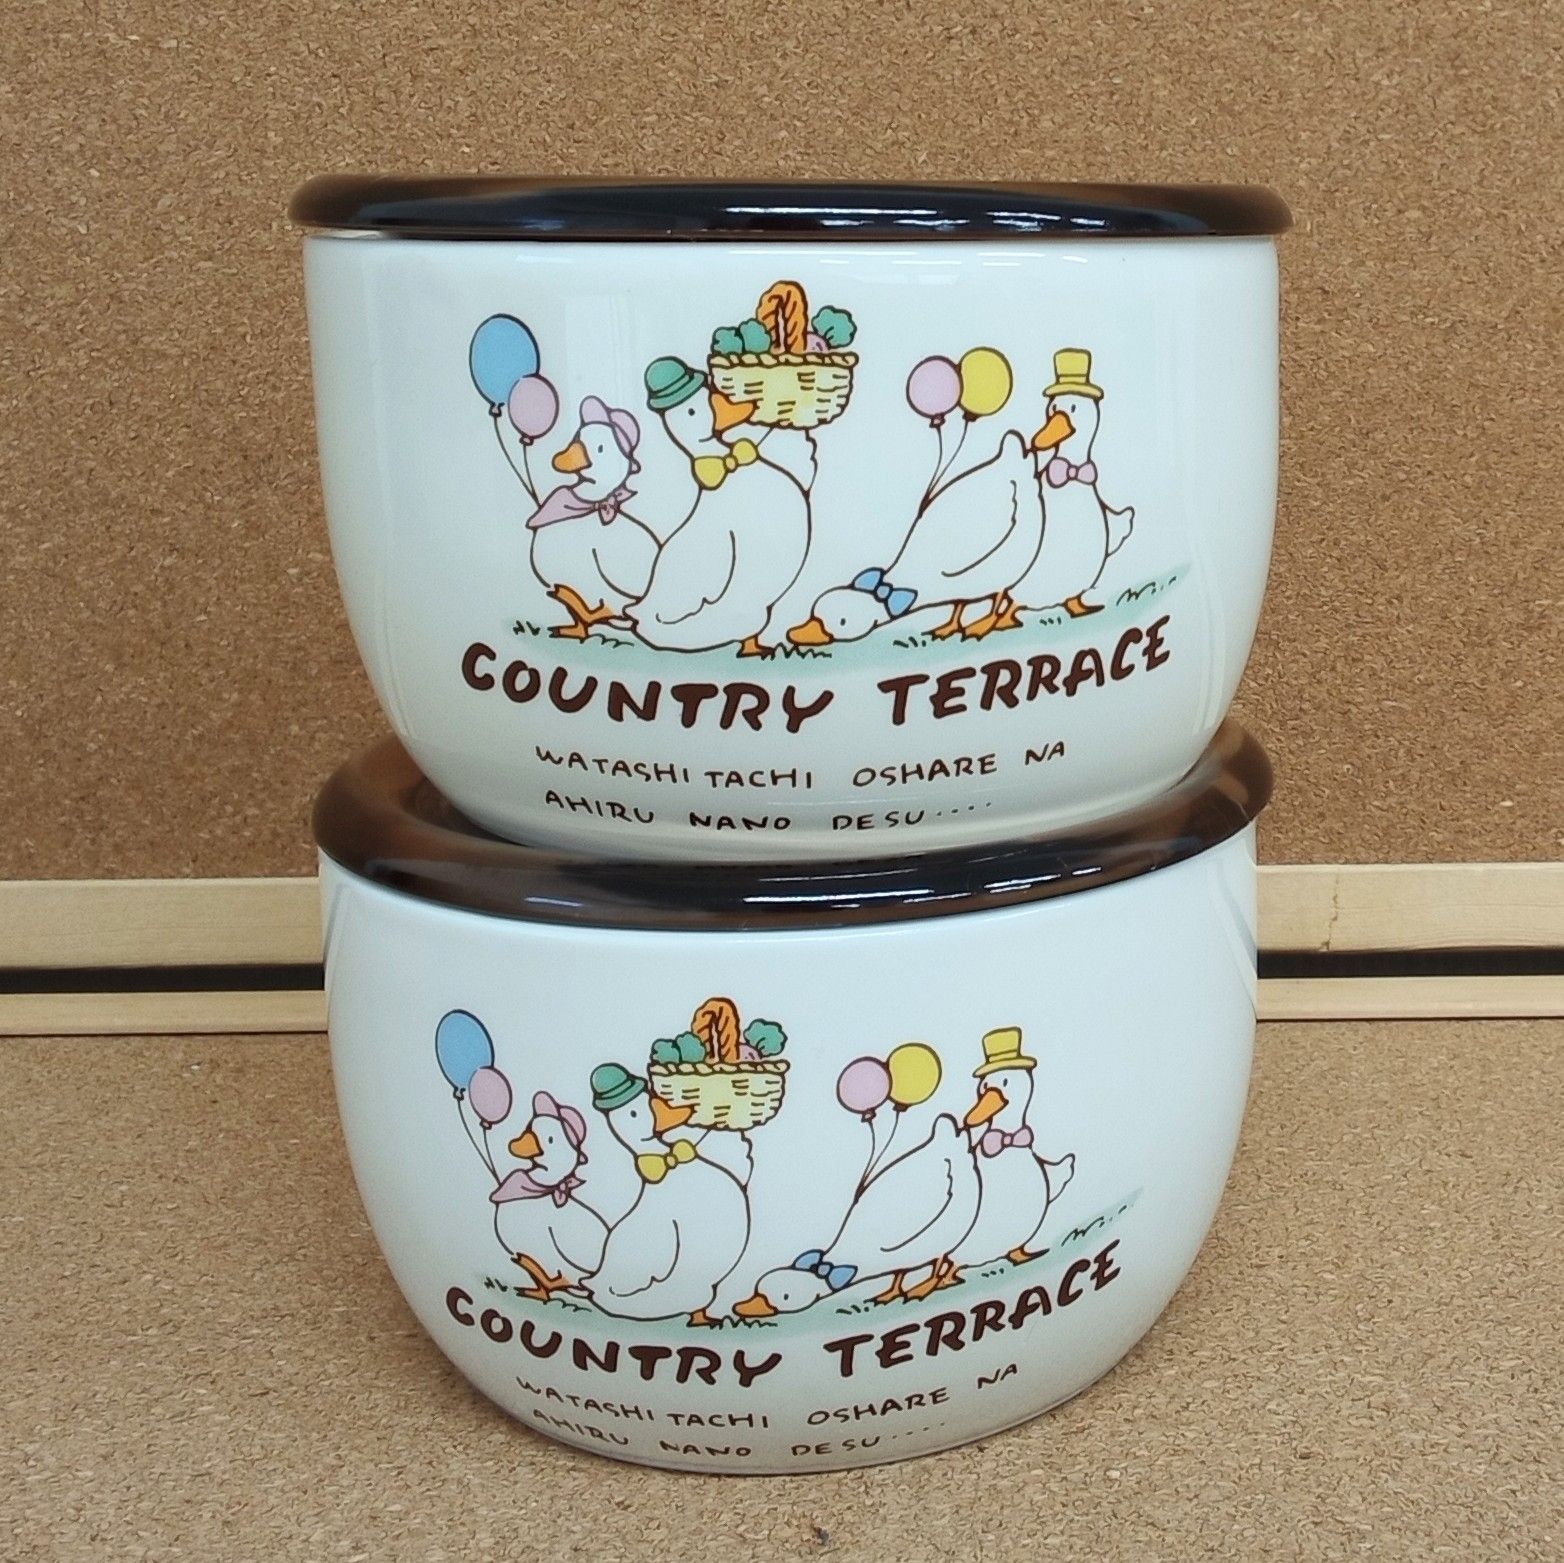 COUNTRY TERRACE
WATASHI TACHI OSHARE NA
AHIRU NANO DESU....
COUNTRY TERRACE
WATASHI TACHI OSHARE NA
AHIRU NANO DESU....